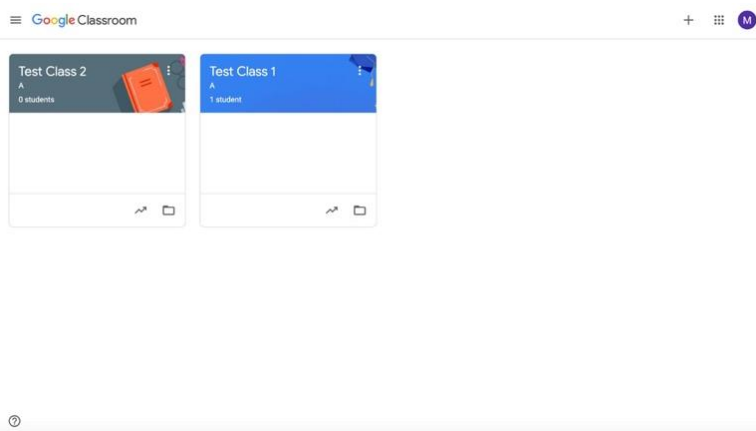 Google Classroom
M
Test Class 2
A
0 students
Test Class 1
A
1 student